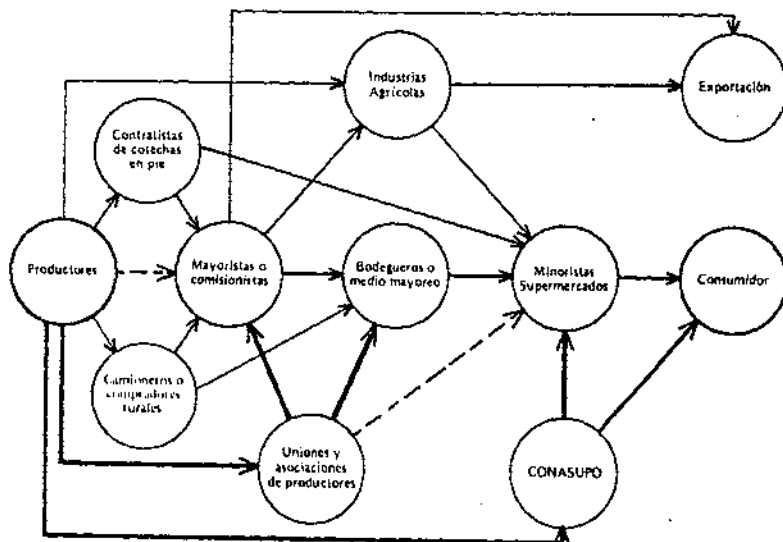 Industrias
Agrícolas
Exportación
Contratistas
de cosechas
en pie
Productores
Mayoristas o
comisionistas
Bodegueros o
medio mayoreo
Minoristas
Supermercados
Consumidor
Camioneros o
compradores
rurales
Uniones y
asociaciones
de productores
CONASUPO